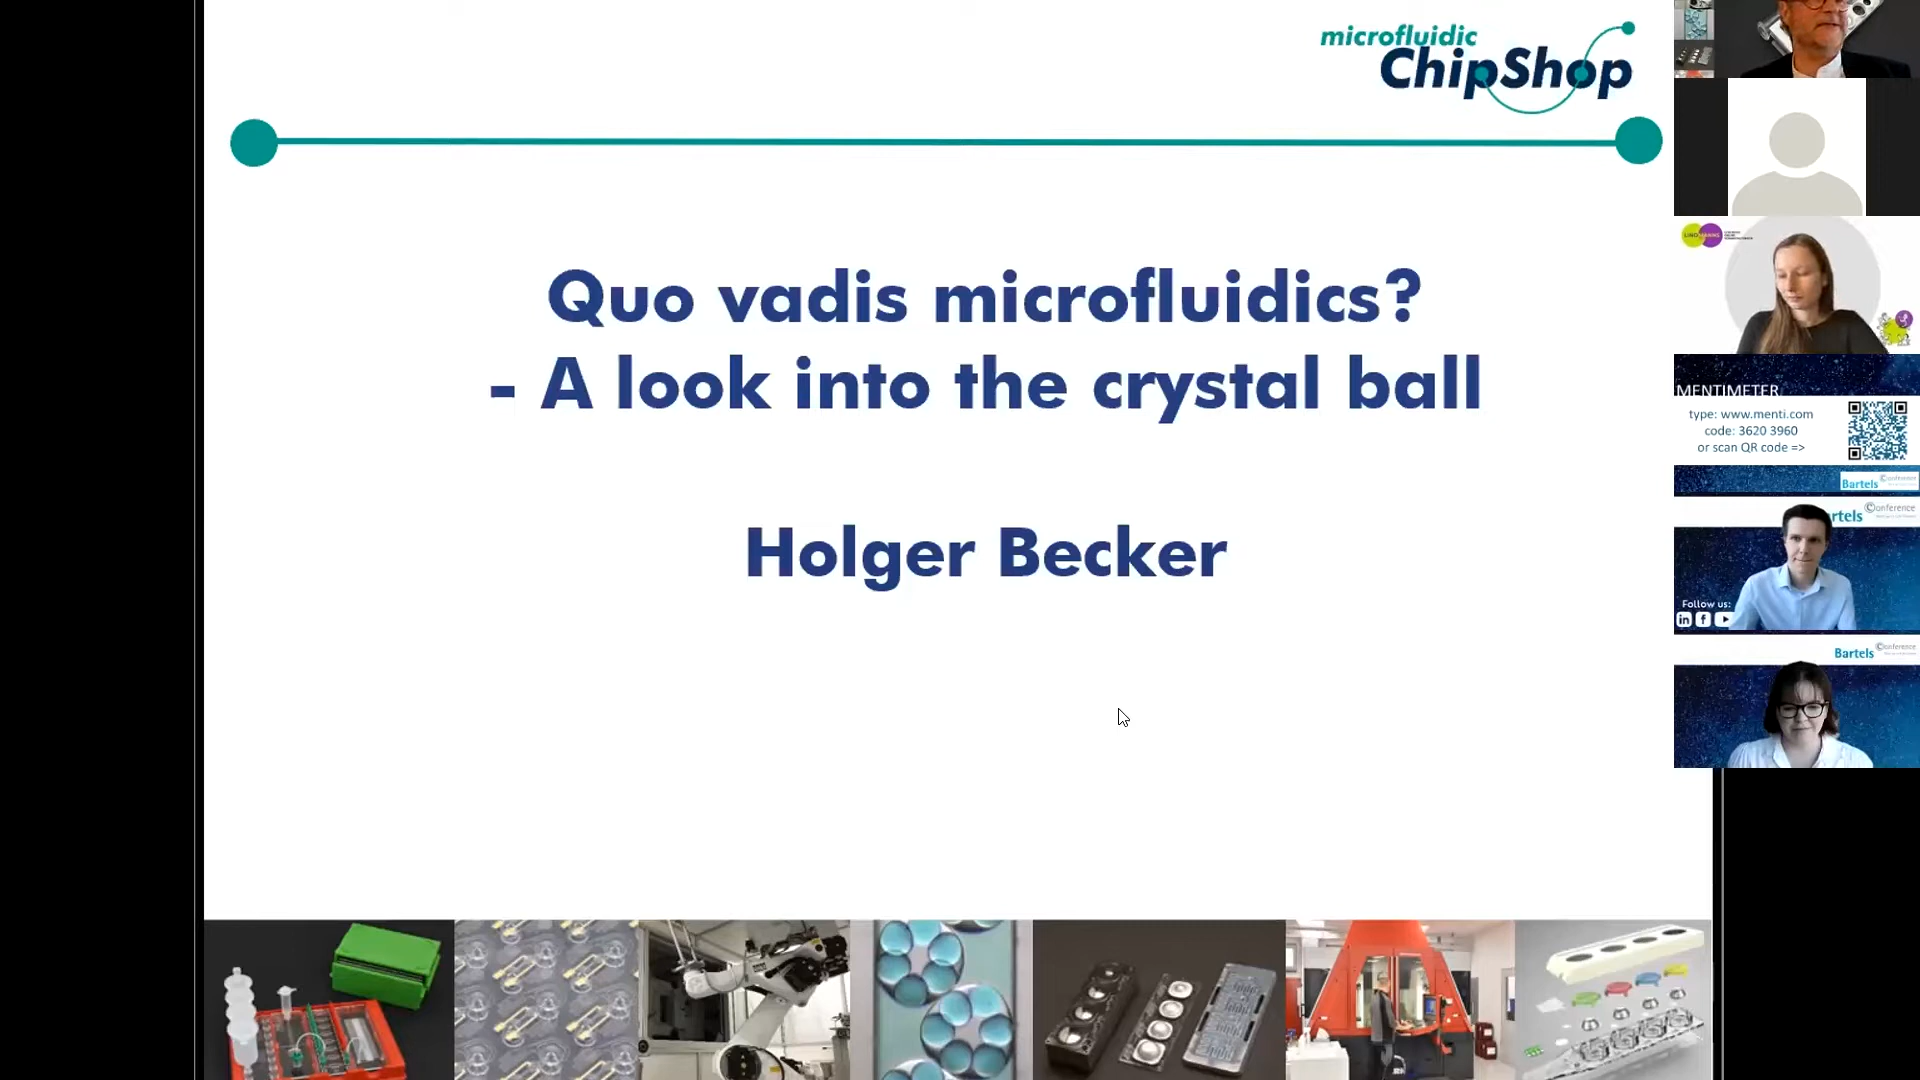 microfluidic
ChipShop
Quo vadis microfluidics?
- A look into the crystal ball
Holger Becker
MENTIMETER
type: www.menti.com
code: 3620 3960
or scan QR code =>
Bartels Conference
rtels Conference
Follow us:
in f
Bartels Conference